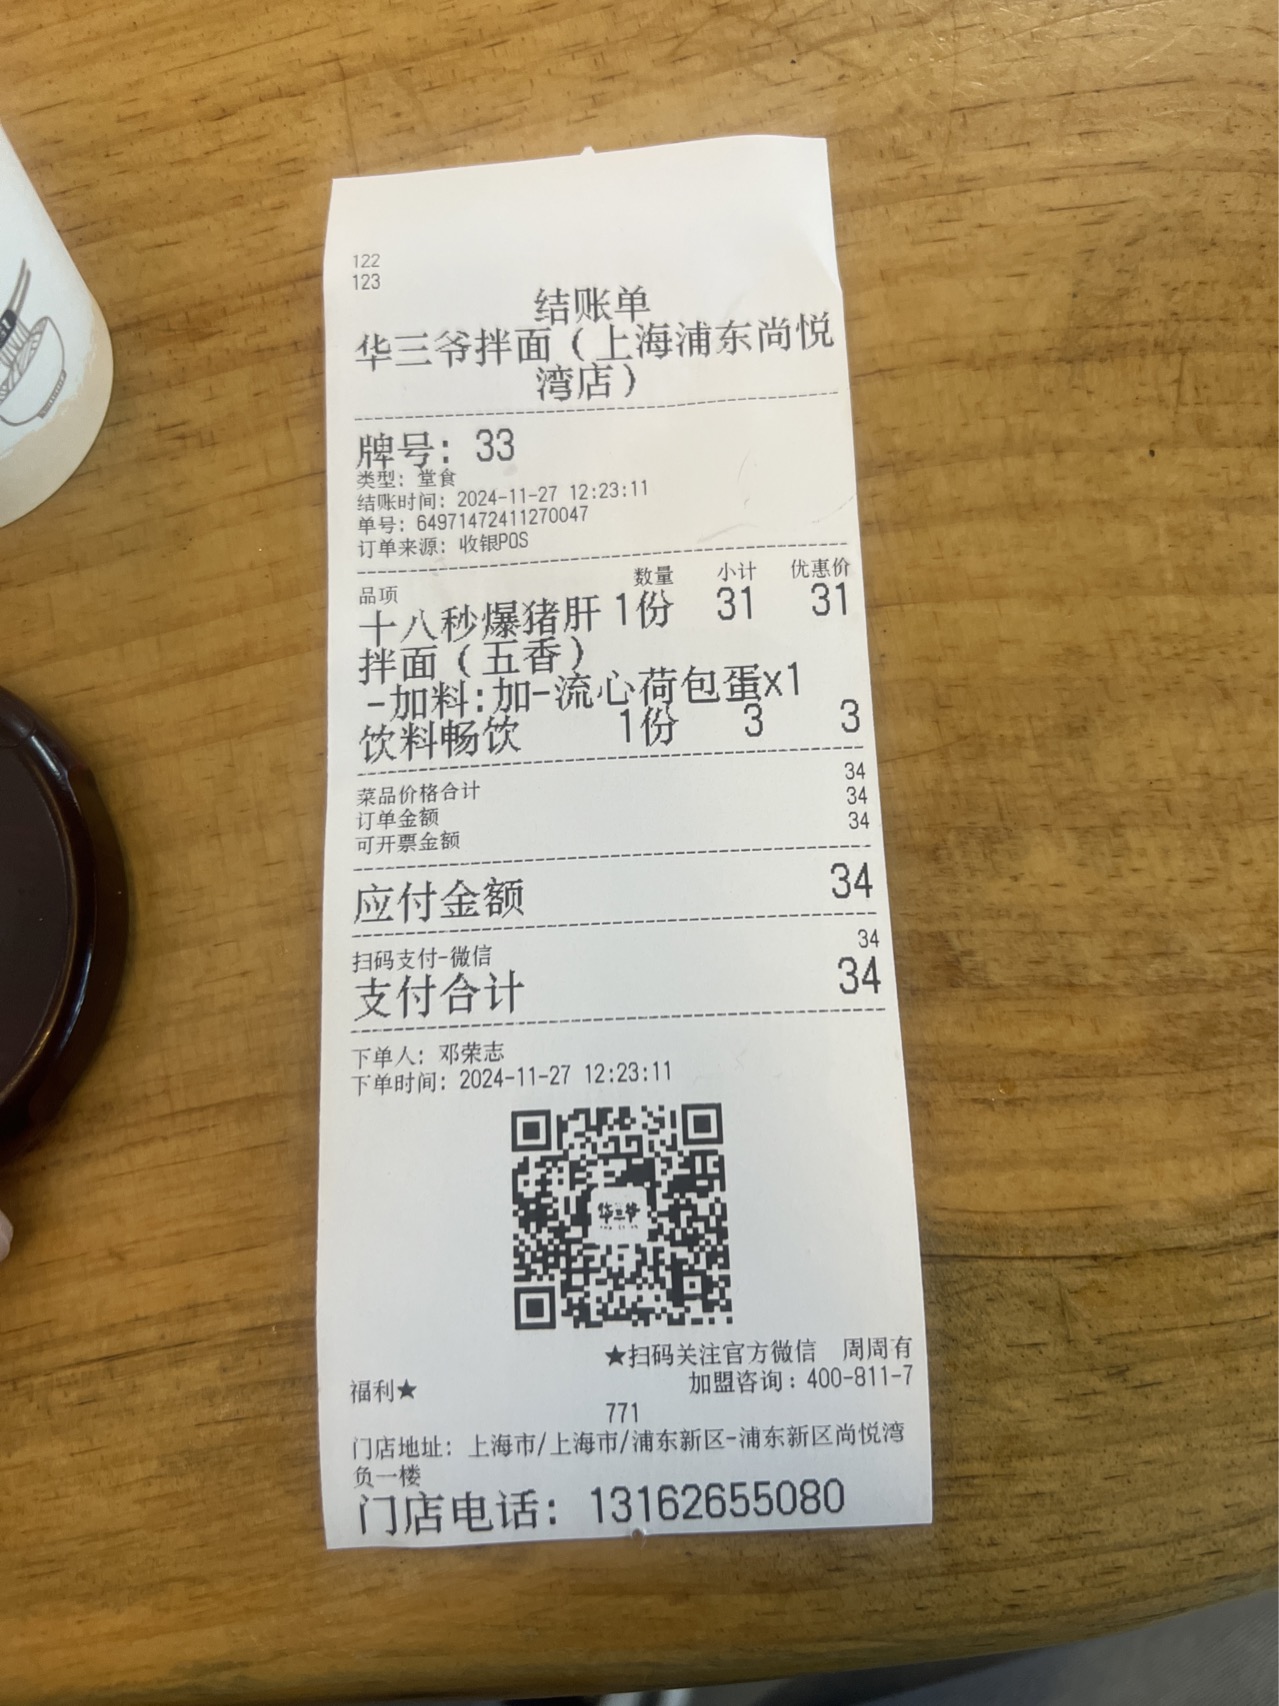 122
123
结账单
华三爷拌面（上海浦东尚悦
湾店）
牌号: 33
类型: 堂食
结账时间: 2024-11-27 12:23:11
单号: 64971472411270047
订单来源: 收银POS
品项 数量 小计 优惠价
十八秒爆猪肝 1份 31 31
拌面（五香）
-加料:加-流心荷包蛋x1
饮料畅饮 1份 3 3
菜品价格合计 34
订单金额 34
可开票金额 34
应付金额 34
扫码支付-微信 34
支付合计 34
下单人: 邓荣志
下单时间: 2024-11-27 12:23:11
华三爷
★扫码关注官方微信 周周有
福利★ 加盟咨询: 400-811-7
771
门店地址: 上海市/上海市/浦东新区-浦东新区尚悦湾
负一楼
门店电话: 13162655080